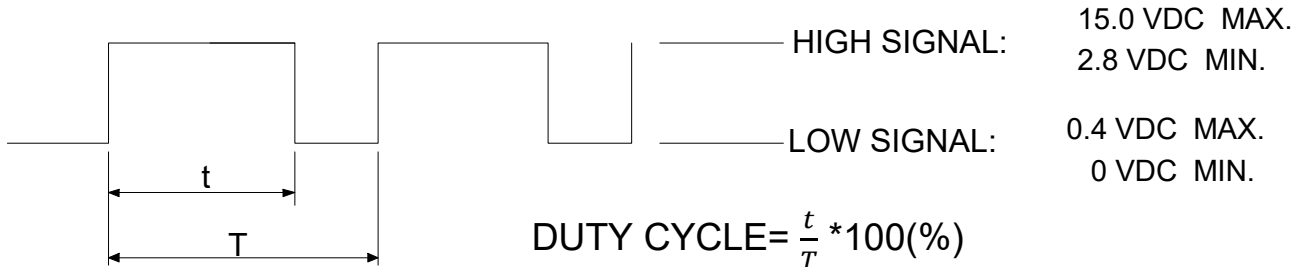 HIGH SIGNAL: 15.0 VDC MAX.
2.8 VDC MIN.
LOW SIGNAL: 0.4 VDC MAX.
0 VDC MIN.
t
T
DUTY CYCLE= t/T *100(%)